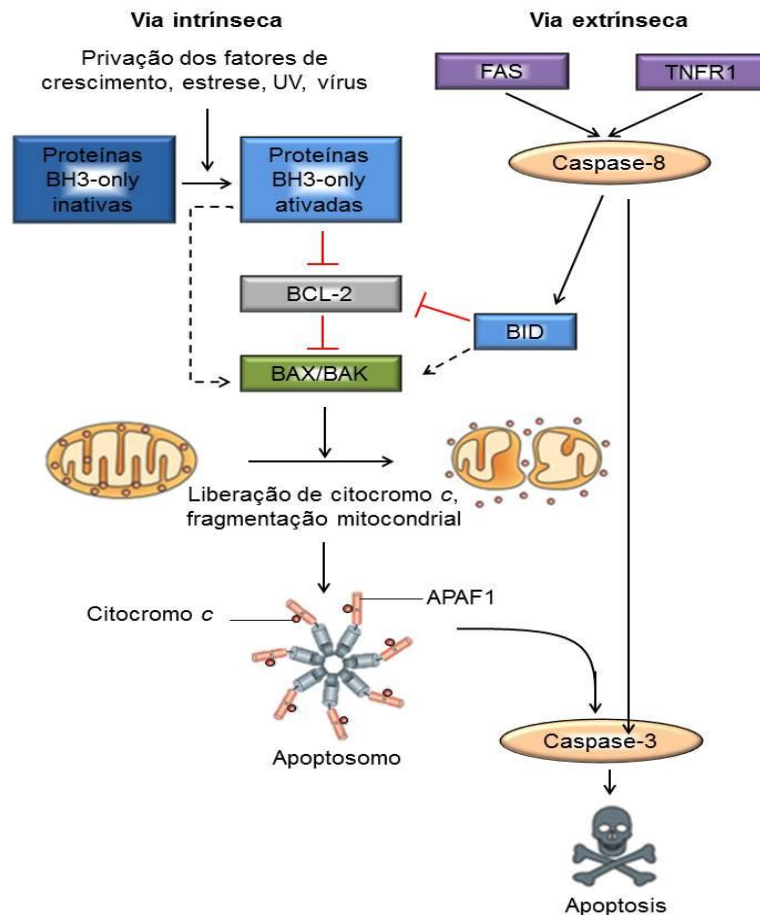 Via intrínseca
Privação dos fatores de
crescimento, estrese, UV, vírus
Proteínas
BH3-only
inativas
Proteínas
BH3-only
ativadas
BCL-2
BAX/BAK
Via extrínseca
FAS
TNFR1
Caspase-8
BID
Liberação de citocromo c,
fragmentação mitocondrial
Citocromo c
APAF1
Apoptosomo
Caspase-3
Apoptosis